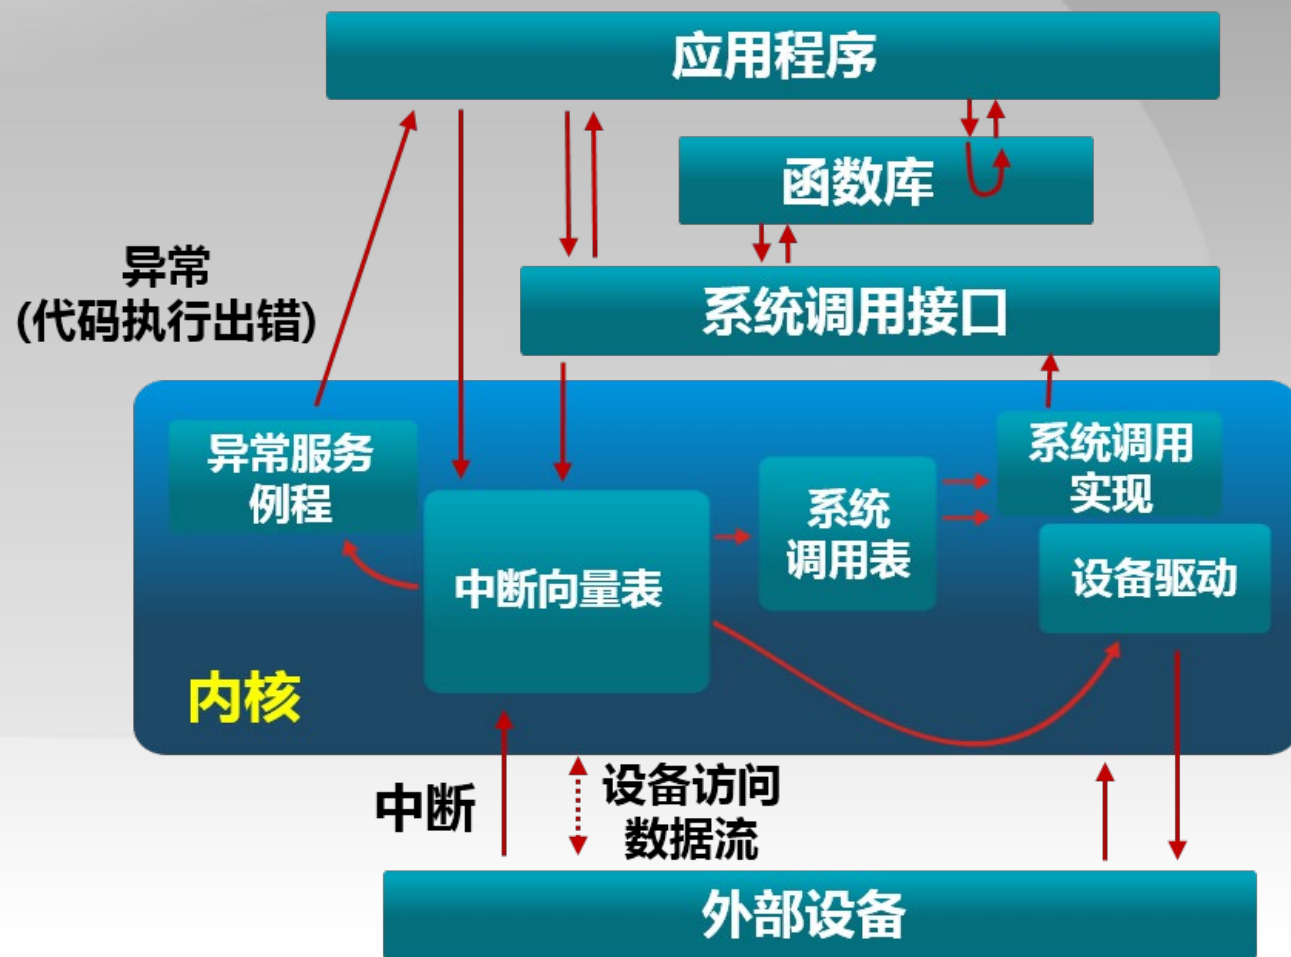 应用程序
函数库
异常
(代码执行出错)
系统调用接口
异常服务
例程
中断向量表
系统
调用表
系统调用
实现
设备驱动
内核
中断
设备访问
数据流
外部设备